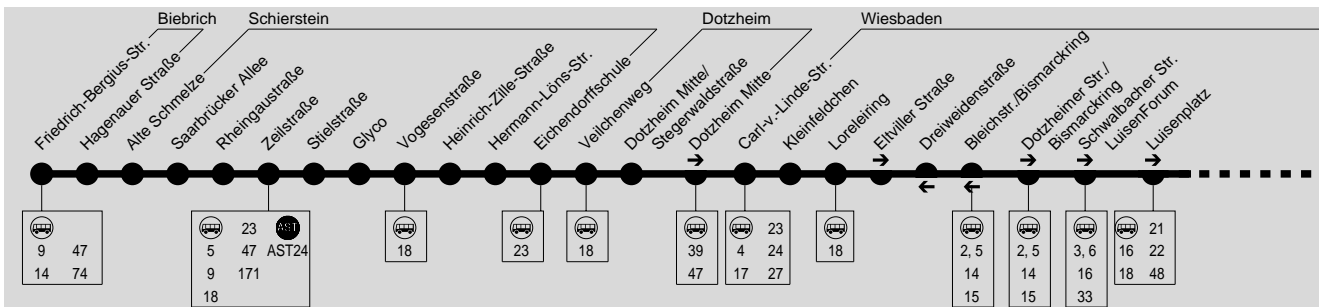 Biebrich
Schierstein
Dotzheim
Wiesbaden
Friedrich-Bergius-Str.
Hagenauer Straße
Alte Schmelze
Saarbrücker Allee
Rheingaustraße
Zeilstraße
Stielstraße
Glyco
Vogesenstraße
Heinrich-Zille-Straße
Hermann-Löns-Str.
Eichendorffschule
Veilchenweg
Dotzheim Mitte/
Stegerwaldstraße
Dotzheim Mitte
Carl-v.-Linde-Str.
Kleinfeldchen
Loreleiring
Eltviller Straße
Dreiweidenstraße
Bleichstr./Bismarckring
Dotzheimer Str./
Bismarckring
Schwalbacher Str.
LuisenForum
Luisenplatz
9 47
14 74
23 AST
5 47 AST24
9 171
18
18
23
18
39
47
23
4 24
17 27
18
2, 5
14
15
2, 5
14
15
3, 6
16
33
21
16 22
18 48